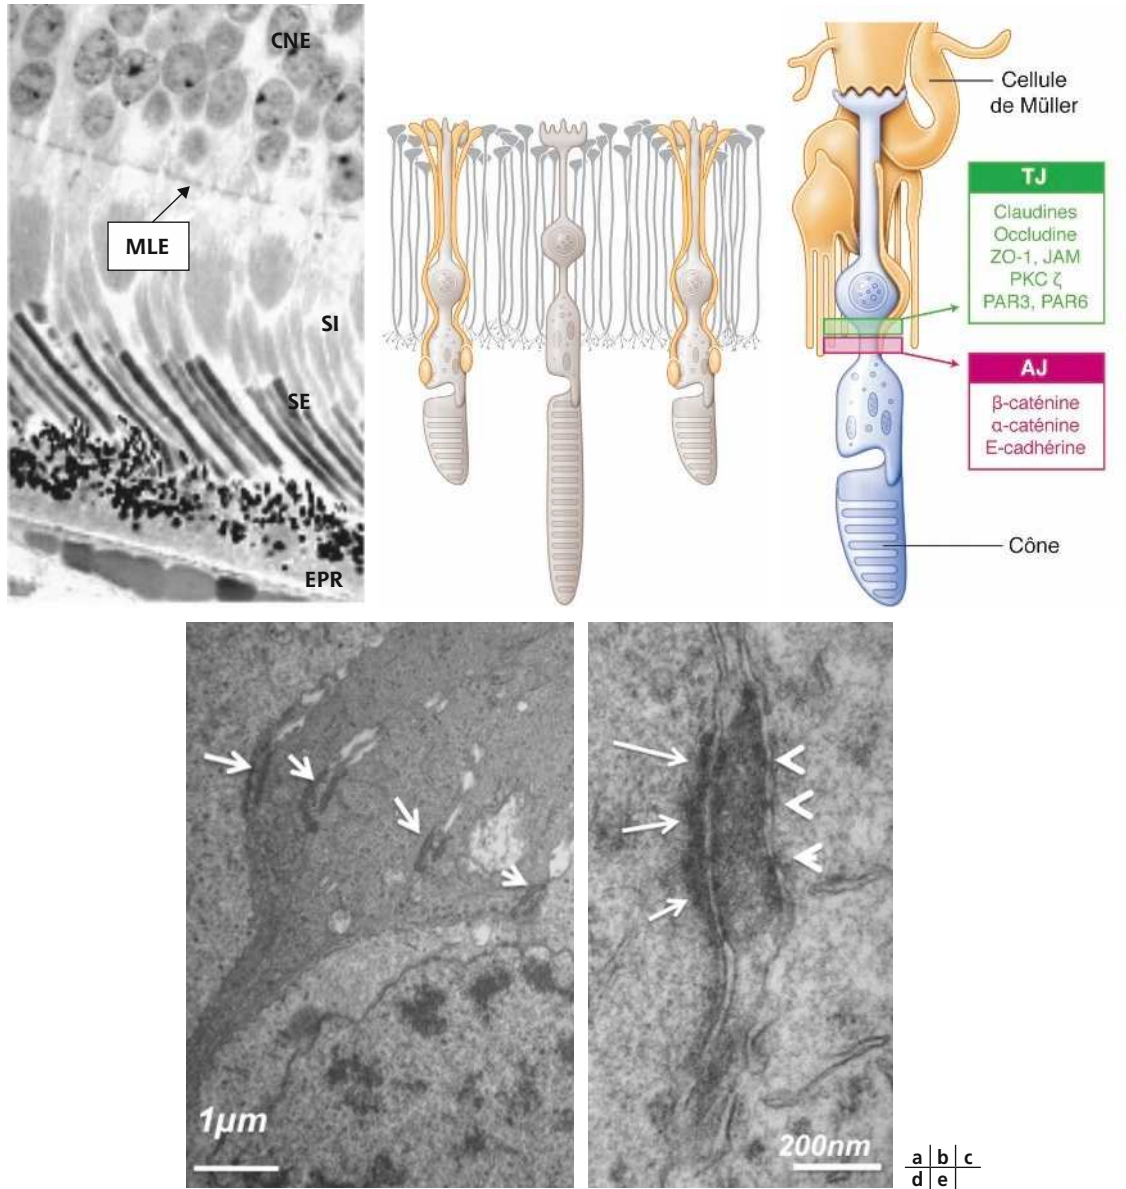 CNE
MLE
SI
SE
EPR
Cellule
de Müller
TJ
Claudines
Occludine
ZO-1, JAM
PKC ζ
PAR3, PAR6
AJ
β-caténine
α-caténine
E-cadhérine
Cône
1µm
200nm
a b c
d e